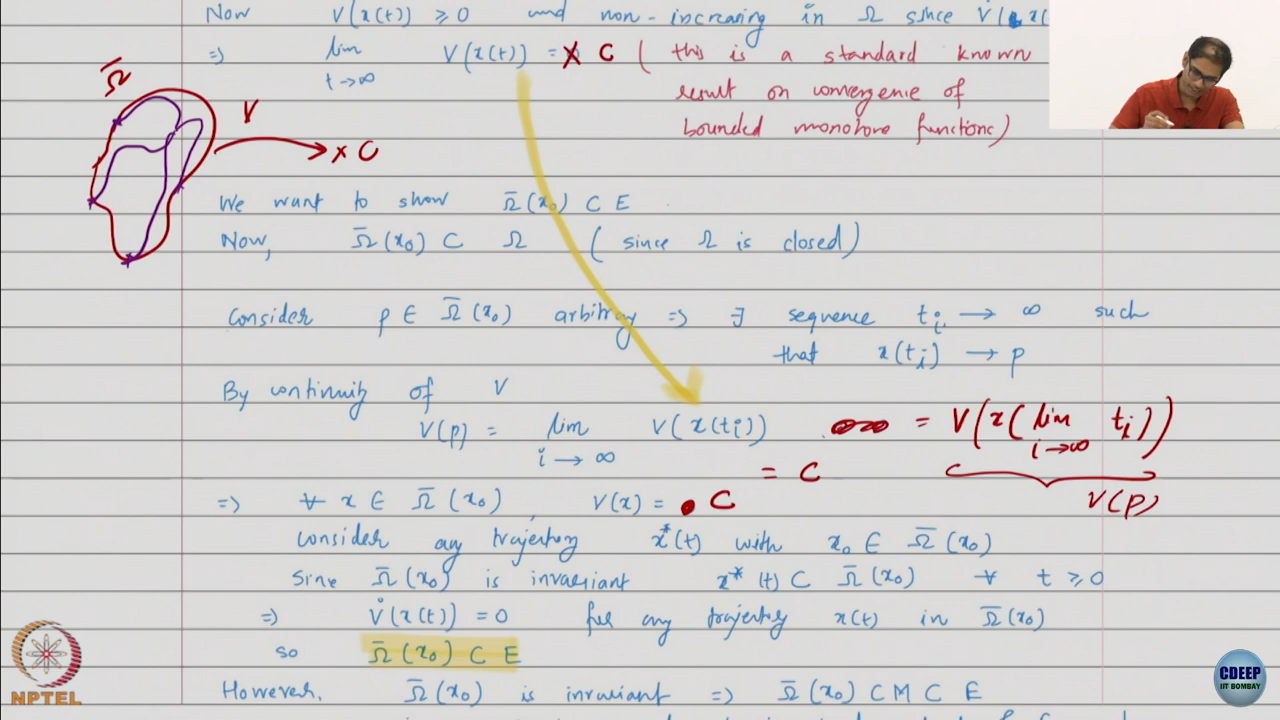 Now V(x(t)) ≥ 0 and non-increasing in Ω since V̇(x(
⇒ lim t→∞ V(x(t)) = C (this is a standard known
result on convergence of
bounded monotone functions)
Ω̄
V
× C
We want to show Ω̄(x₀) ⊂ E
Now, Ω̄(x₀) ⊂ Ω (since Ω is closed)
Consider p ∈ Ω̄(x₀) arbitrary ⇒ ∃ sequence tᵢ → ∞ such
that x(tᵢ) → p
By continuity of V
V(p) = lim i→∞ V(x(tᵢ)) = V(x(lim i→∞ tᵢ))
= C
V(p)
⇒ ∀ x ∈ Ω̄(x₀), V(x) = C
consider any trajectory x*(t) with x₀ ∈ Ω̄(x₀)
Since Ω̄(x₀) is invariant x*(t) ⊂ Ω̄(x₀) ∀ t ≥ 0
⇒ V̇(x(t)) = 0 for any trajectory x(t) in Ω̄(x₀)
so Ω̄(x₀) ⊂ E
However, Ω̄(x₀) is invariant ⇒ Ω̄(x₀) ⊂ M ⊂ E
NPTEL
CDEEP
IIT BOMBAY